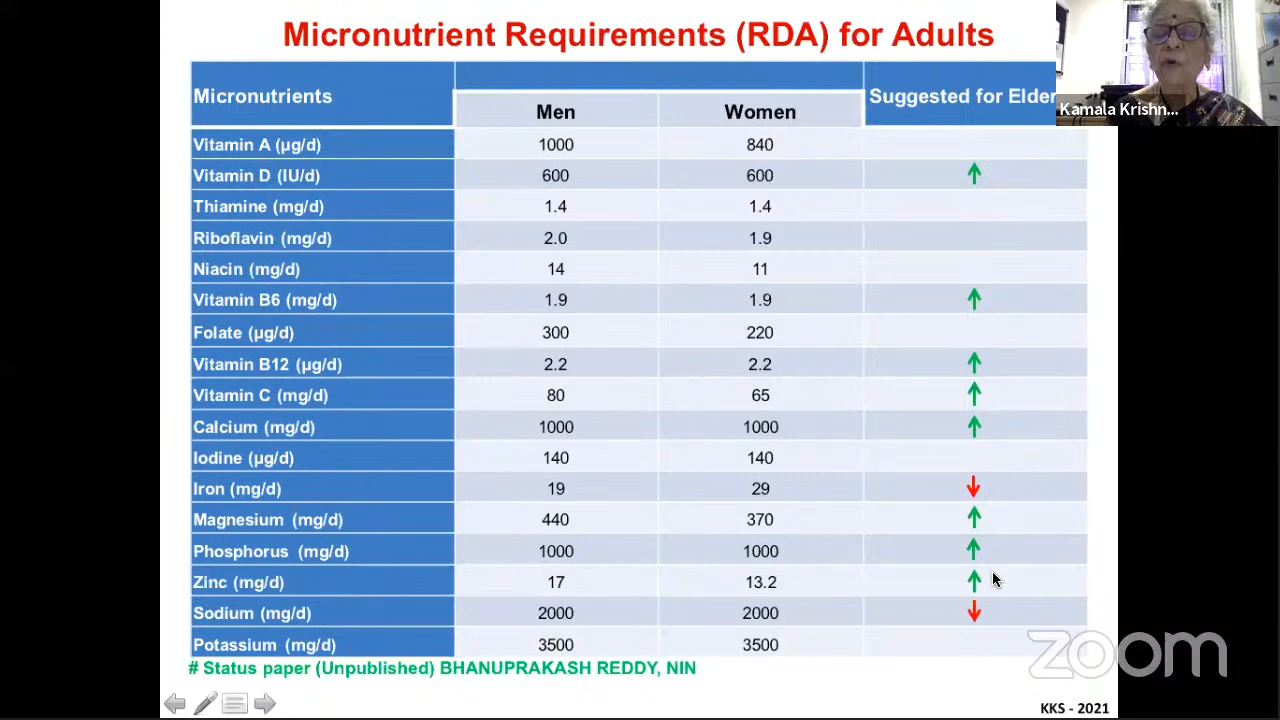 Micronutrient Requirements (RDA) for Adults
Micronutrients Suggested for Elder
Men Women
Vitamin A (µg/d) 1000 840
Vitamin D (IU/d) 600 600 ↑
Thiamine (mg/d) 1.4 1.4
Riboflavin (mg/d) 2.0 1.9
Niacin (mg/d) 14 11
Vitamin B6 (mg/d) 1.9 1.9 ↑
Folate (µg/d) 300 220
Vitamin B12 (µg/d) 2.2 2.2 ↑
Vitamin C (mg/d) 80 65 ↑
Calcium (mg/d) 1000 1000 ↑
Iodine (µg/d) 140 140
Iron (mg/d) 19 29 ↓
Magnesium (mg/d) 440 370 ↑
Phosphorus (mg/d) 1000 1000 ↑
Zinc (mg/d) 17 13.2 ↑
Sodium (mg/d) 2000 2000 ↓
Potassium (mg/d) 3500 3500
# Status paper (Unpublished) BHANUPRAKASH REDDY, NIN
KKS - 2021
Kamala Krishn...
zoom